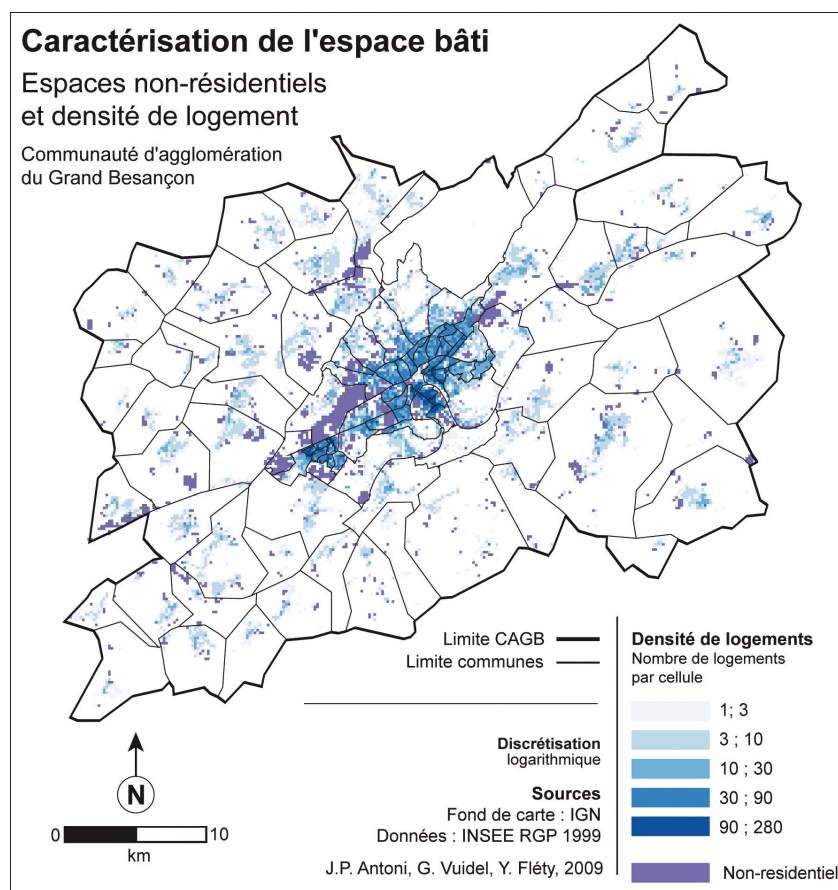 Caractérisation de l'espace bâti
Espaces non-résidentiels
et densité de logement
Communauté d'agglomération
du Grand Besançon
Limite CAGB
Limite communes
Discrétisation
logarithmique
Sources
Fond de carte : IGN
Données : INSEE RGP 1999
J.P. Antoni, G. Vuidel, Y. Fléty, 2009
N
0 10
km
Densité de logements
Nombre de logements
par cellule
1; 3
3 ; 10
10 ; 30
30 ; 90
90 ; 280
Non-residentiel